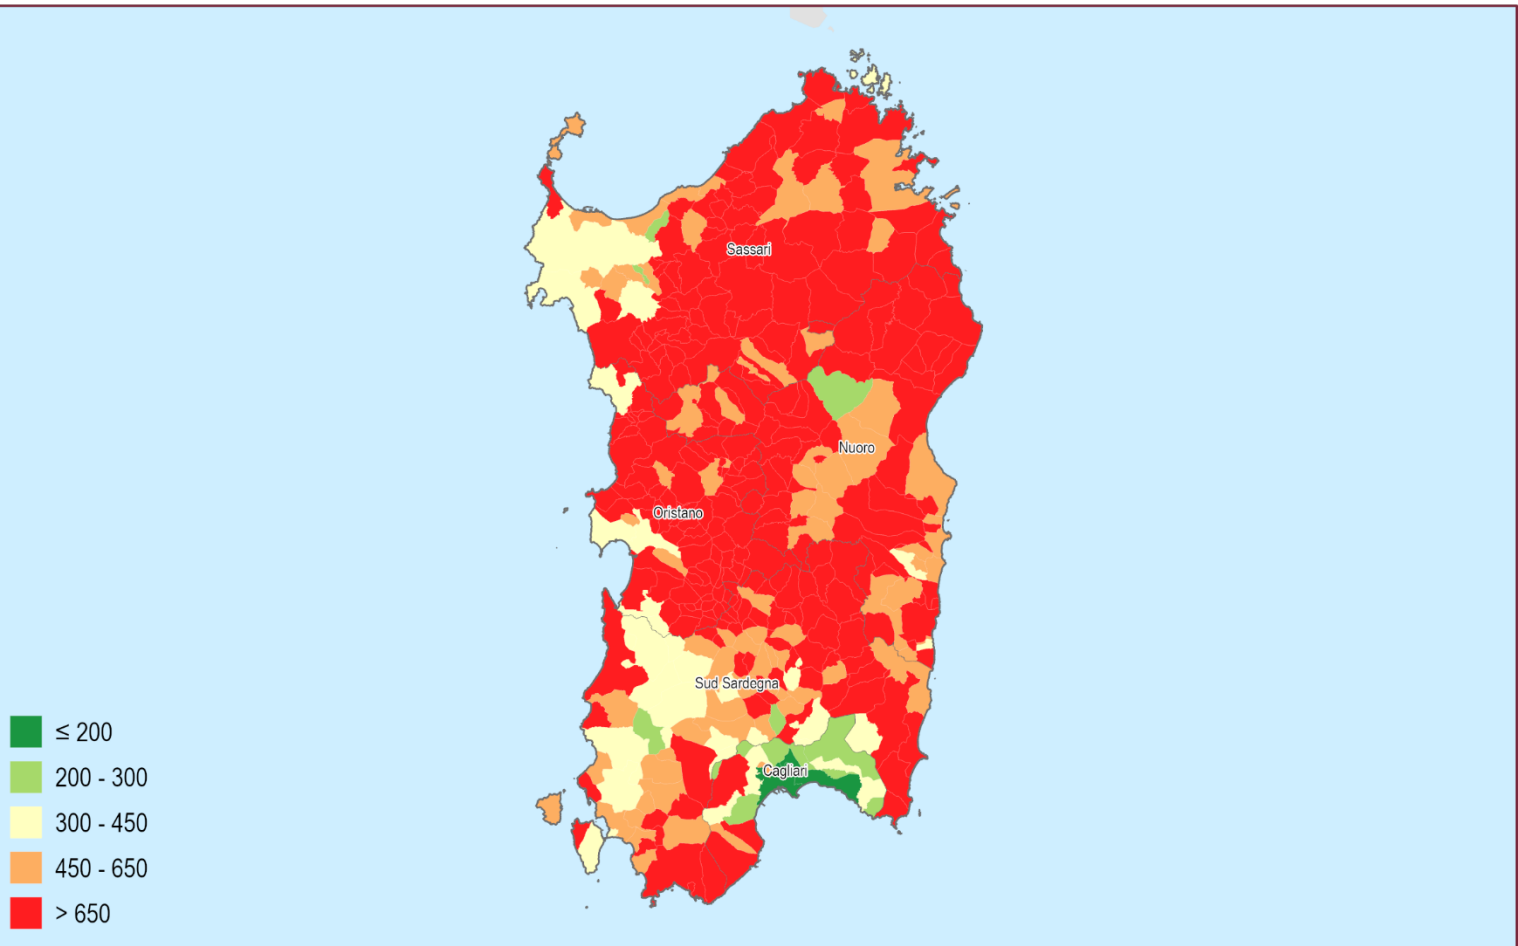 Sassari
Nuoro
Oristano
Sud Sardegna
Cagliari
≤ 200
200 - 300
300 - 450
450 - 650
> 650